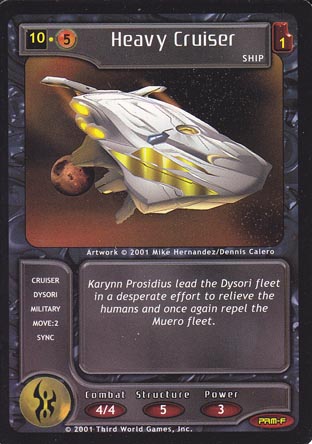 10 • 5
Heavy Cruiser
1
SHIP
Artwork © 2001 Mike Hernandez/Dennis Calero
CRUISER
DYSORI
MILITARY
MOVE:2
SYNC
Karynn Prosidius lead the Dysori fleet
in a desperate effort to relieve the
humans and once again repel the
Muero fleet.
Combat Structure Power
4/4 5 3
PRM-F
© 2001 Third World Games, Inc.